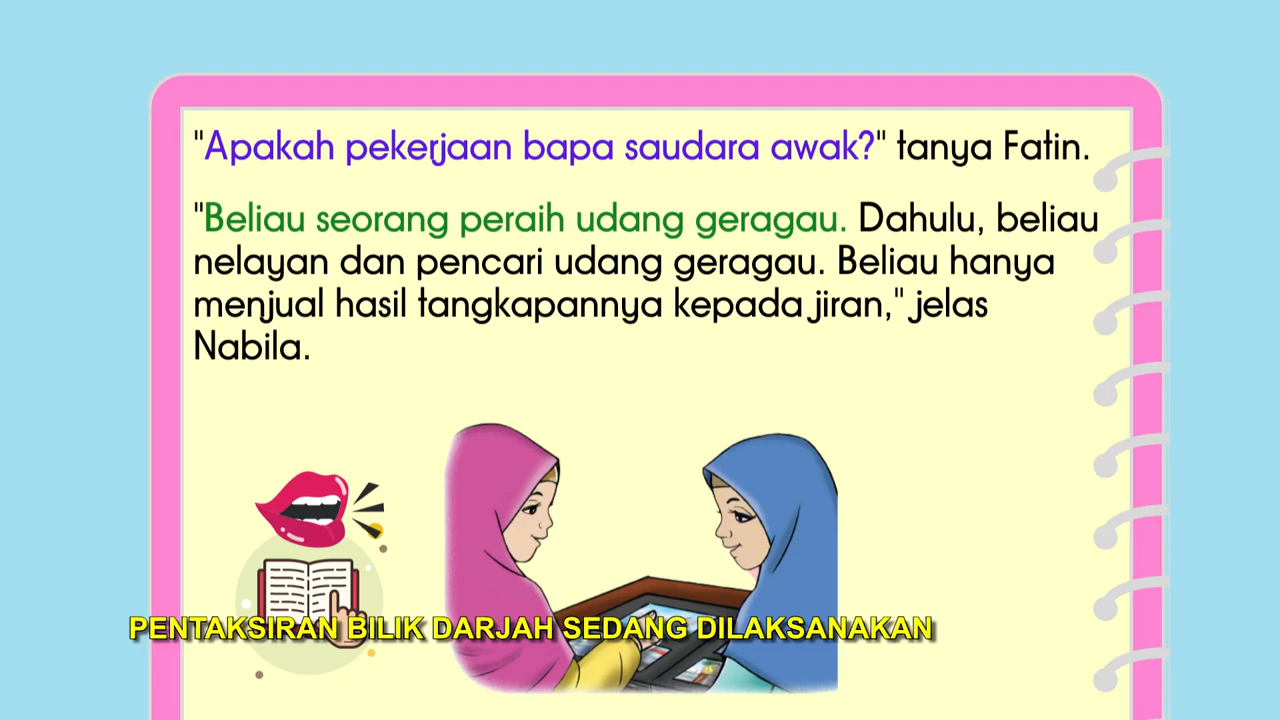 "Apakah pekerjaan bapa saudara awak?" tanya Fatin.
"Beliau seorang peraih udang geragau. Dahulu, beliau
nelayan dan pencari udang geragau. Beliau hanya
menjual hasil tangkapannya kepada jiran," jelas
Nabila.
PENTAKSIRAN BILIK DARJAH SEDANG DILAKSANAKAN